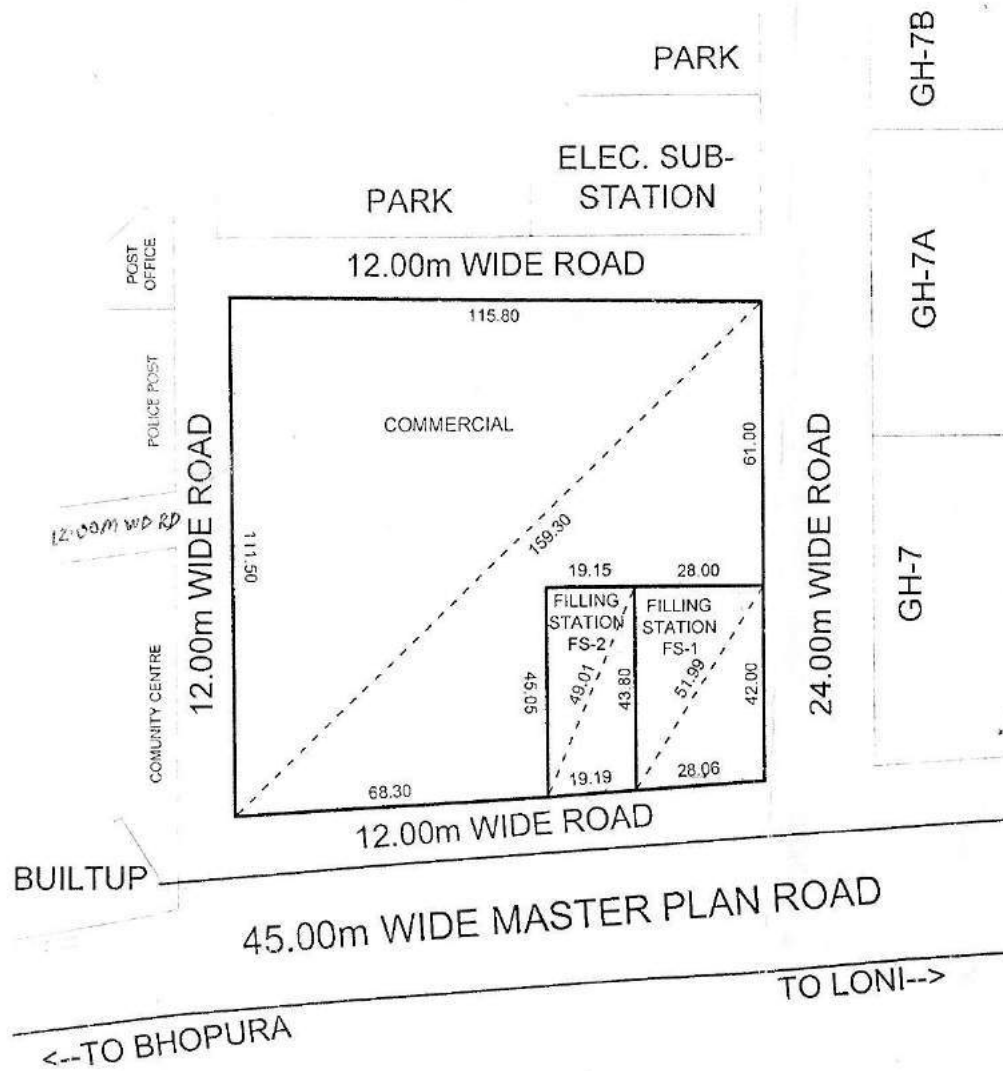 PARK
GH-7B
ELEC. SUB-
STATION
PARK
POST
OFFICE
12.00m WIDE ROAD
GH-7A
115.80
POLICE POST
COMMERCIAL
61.00
12.00m WIDE ROAD
24.00m WIDE ROAD
12.00M WD RD
111.50
159.30
GH-7
19.15
28.00
FILLING
STATION
FS-2
FILLING
STATION
FS-1
COMUNITY CENTRE
45.05
49.01
43.80
51.99
42.00
68.30
19.19
28.06
12.00m WIDE ROAD
BUILTUP
45.00m WIDE MASTER PLAN ROAD
TO LONI-->
<--TO BHOPURA